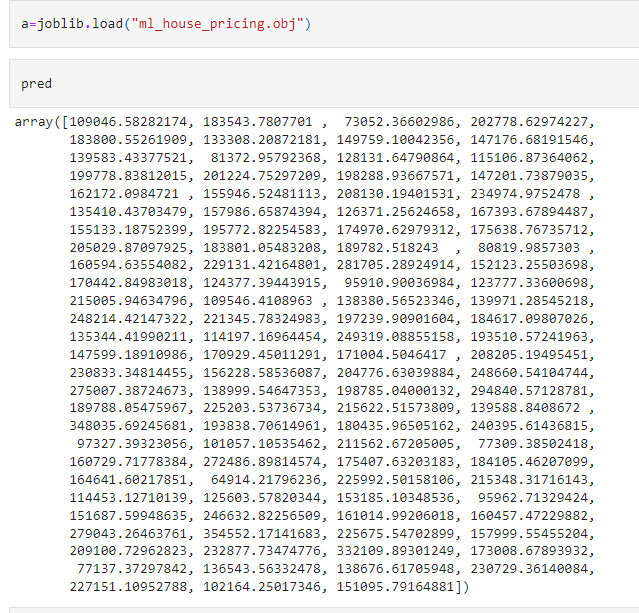 a=joblib.load("ml_house_pricing.obj")
pred
array([109046.58282174, 183543.7807701 ,  73052.36602986, 202778.62974227,
183800.55261909, 133308.20872181, 149759.10042356, 147176.68191546,
139583.43377521,  81372.95792368, 128131.64790864, 115106.87364062,
199778.83812015, 201224.75297209, 198288.93667571, 147201.73879035,
162172.0984721 , 155946.52481113, 208130.19401531, 234974.9752478 ,
135410.43703479, 157986.65874394, 126371.25624658, 167393.67894487,
155133.18752399, 195772.82254583, 174970.62979312, 175638.76735712,
205029.87097925, 183801.05483208, 189782.518243  ,  80819.9857303 ,
160594.63554082, 229131.42164801, 281705.28924914, 152123.25503698,
170442.84983018, 124377.39443915,  95910.90036984, 123777.33600698,
215005.94634796, 109546.4108963 , 138380.56523346, 139971.28545218,
248214.42147322, 221345.78324983, 197239.90901604, 184617.09807026,
135344.41990211, 114197.16964454, 249319.08855158, 193510.57241963,
147599.18910986, 170929.45011291, 171004.5046417 , 208205.19495451,
230833.34814455, 156228.58536087, 204776.63039884, 248660.54104744,
275007.38724673, 138999.54647353, 198785.04000132, 294840.57128781,
189788.05475967, 225203.53736734, 215622.51573809, 139588.8408672 ,
348035.69245681, 193838.70614961, 180435.96505162, 240395.61436815,
97327.39323056, 101057.10535462, 211562.67205005,  77309.38502418,
160729.71778384, 272486.89814574, 175407.63203183, 184105.46207099,
164641.60217851,  64914.21796236, 225992.50158106, 215348.31716143,
114453.12710139, 125603.57820344, 153185.10348536,  95962.71329424,
151687.59948635, 246632.82256509, 161014.99206018, 160457.47229882,
279043.26463761, 354552.17141683, 225675.54702899, 157999.55455204,
209100.72962823, 232877.73474776, 332109.89301249, 173008.67893932,
77137.37297842, 136543.56332478, 138676.61705948, 230729.36140084,
227151.10952788, 102164.25017346, 151095.79164881])